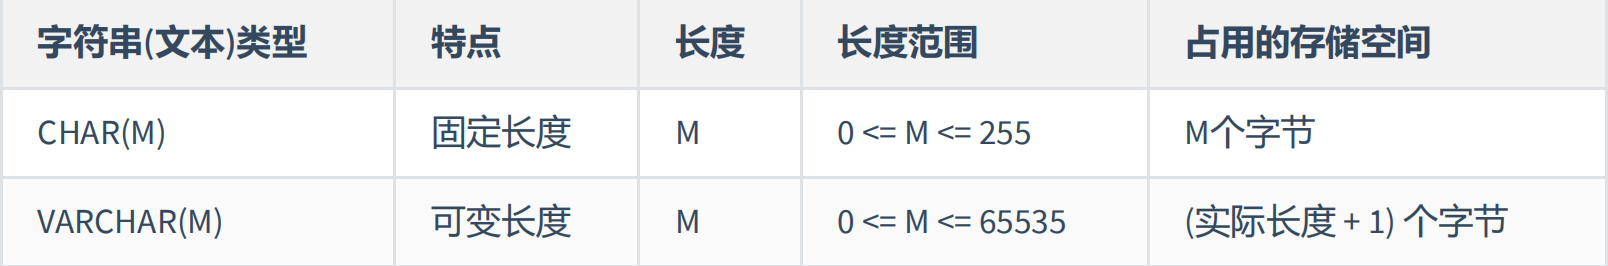 字符串(文本)类型 特点 长度 长度范围 占用的存储空间
CHAR(M) 固定长度 M 0 <= M <= 255 M个字节
VARCHAR(M) 可变长度 M 0 <= M <= 65535 (实际长度 + 1) 个字节